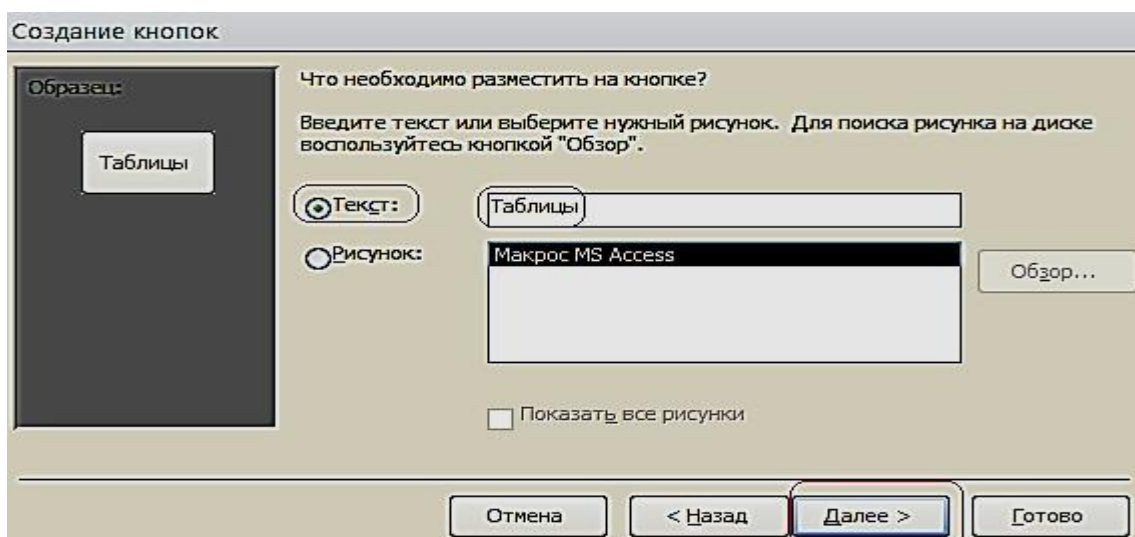 Создание кнопок
Образец:
Таблицы
Что необходимо разместить на кнопке?
Введите текст или выберите нужный рисунок. Для поиска рисунка на диске
воспользуйтесь кнопкой "Обзор".
Текст:
Таблицы
Рисунок:
Макрос MS Access
Обзор...
Показать все рисунки
Отмена
< Назад
Далее >
Готово